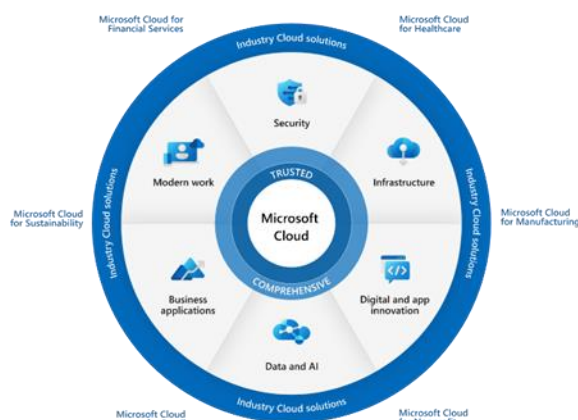 Microsoft Cloud for
Financial Services
Microsoft Cloud
for Healthcare
Industry Cloud solutions
Security
Modern work
Infrastructure
TRUSTED
Microsoft
Cloud
COMPREHENSIVE
Microsoft Cloud
for Sustainability
Industry Cloud solutions
Industry Cloud solutions
Microsoft Cloud
for Manufacturing
Business
applications
Digital and app
innovation
Data and AI
Industry Cloud solutions
Microsoft Cloud
Microsoft Cloud